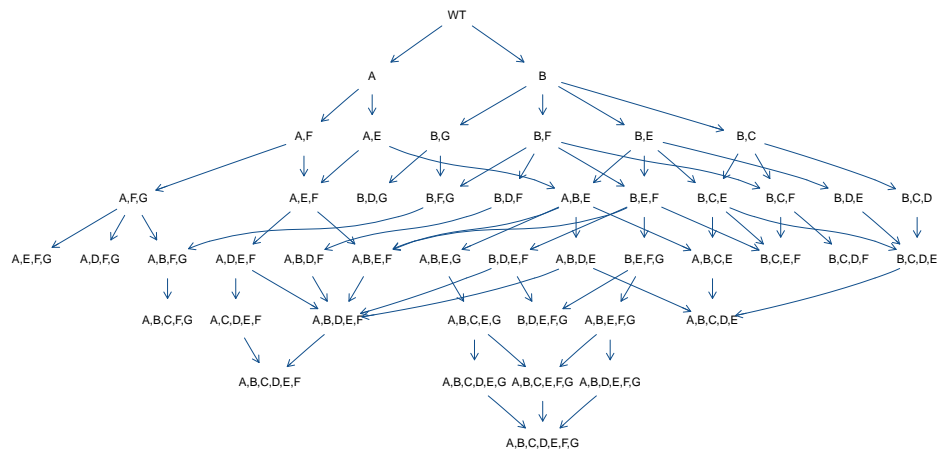 WT
A B
A,F A,E B,G B,F B,E B,C
A,F,G A,E,F B,D,G B,F,G B,D,F A,B,E B,E,F B,C,E B,C,F B,D,E B,C,D
A,E,F,G A,D,F,G A,B,F,G A,D,E,F A,B,D,F A,B,E,F A,B,E,G B,D,E,F A,B,D,E B,E,F,G A,B,C,E B,C,E,F B,C,D,F B,C,D,E
A,B,C,F,G A,C,D,E,F A,B,D,E,F A,B,C,E,G B,D,E,F,G A,B,E,F,G A,B,C,D,E
A,B,C,D,E,F A,B,C,D,E,G A,B,C,E,F,G A,B,D,E,F,G
A,B,C,D,E,F,G